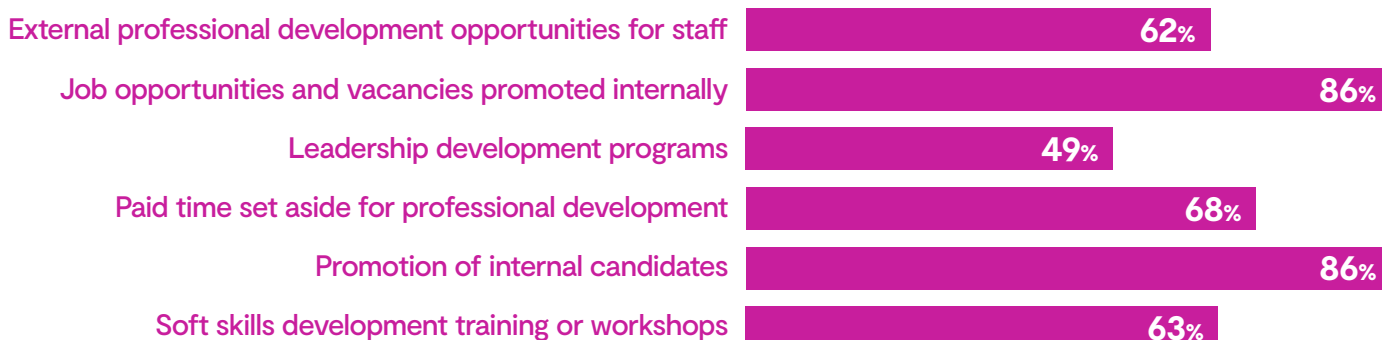 External professional development opportunities for staff 62%
Job opportunities and vacancies promoted internally 86%
Leadership development programs 49%
Paid time set aside for professional development 68%
Promotion of internal candidates 86%
Soft skills development training or workshops 63%